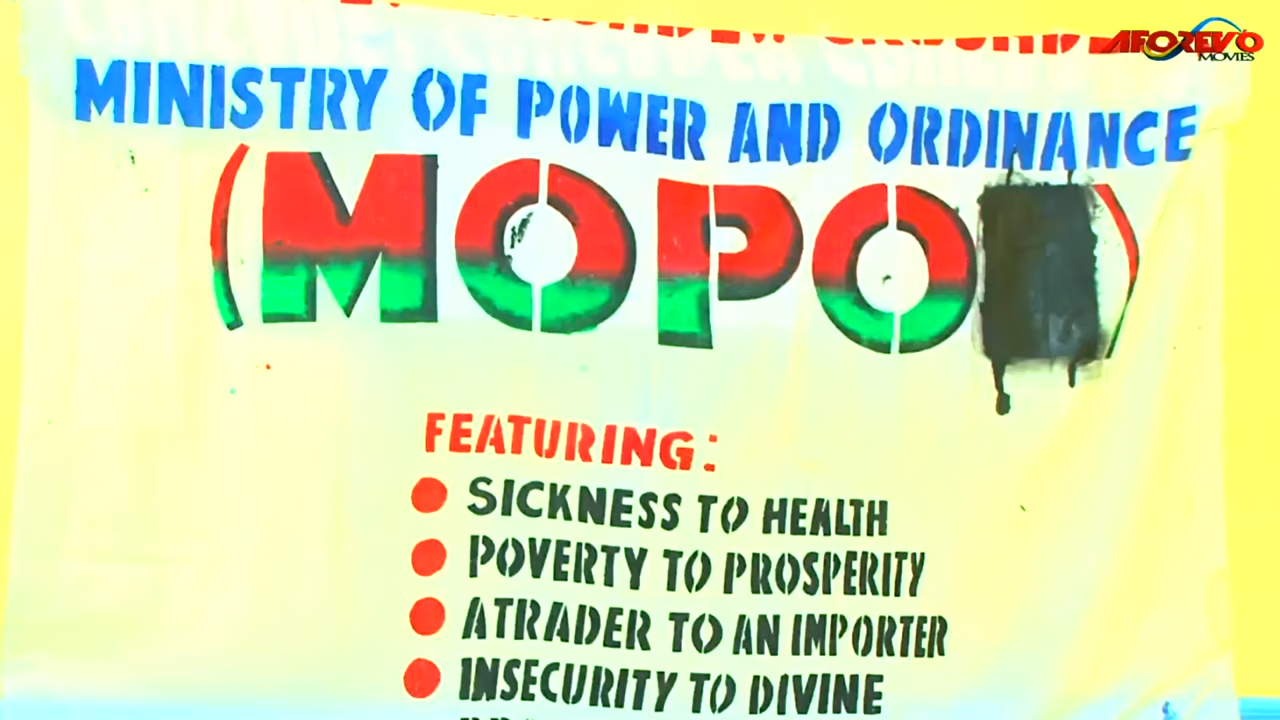 AFOREVO
MOVIES
MINISTRY OF POWER AND ORDINANCE
(MOPO )
FEATURING:
SICKNESS TO HEALTH
POVERTY TO PROSPERITY
ATRADER TO AN IMPORTER
INSECURITY TO DIVINE